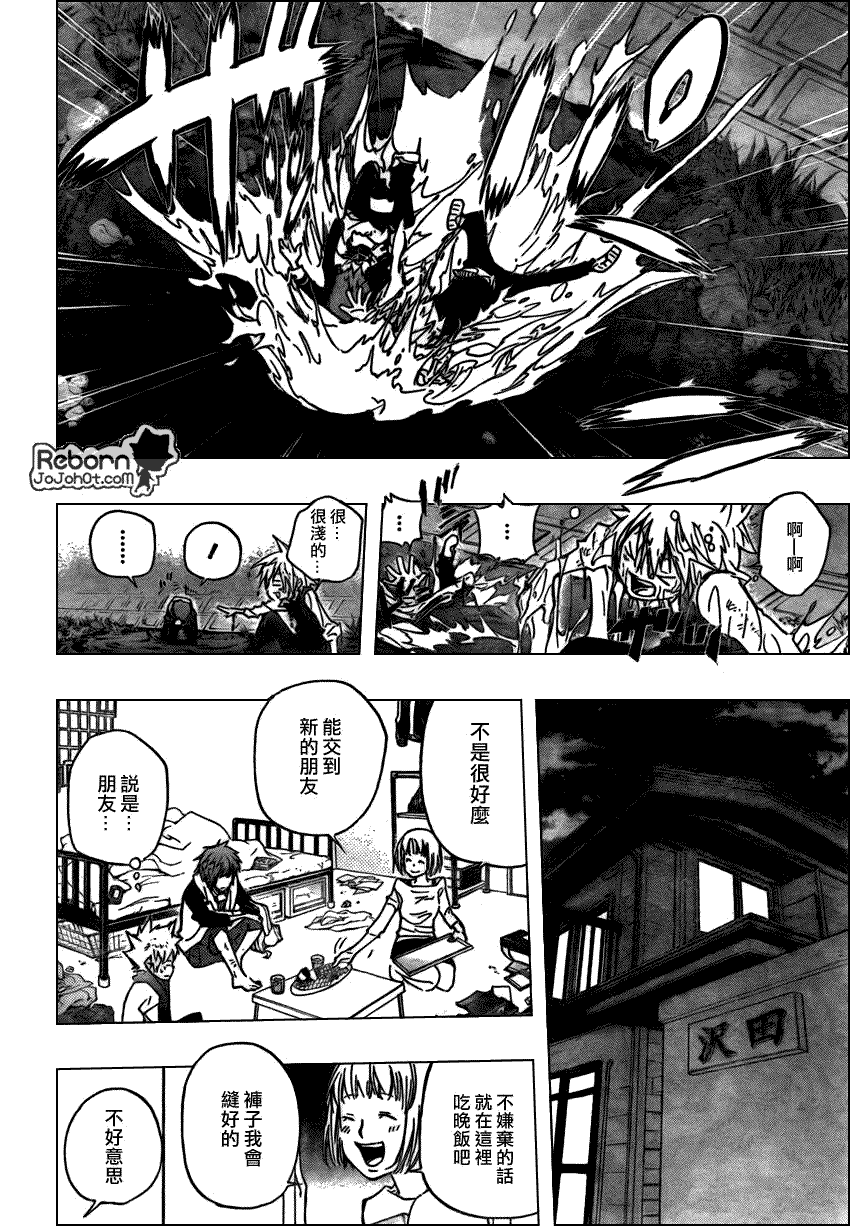 Reborn
JoJoHOt.com
啊—啊
…
…
很…
很淺的…
……
不是很好麼
能交到
新的朋友
説是…
朋友…
沢田
不嫌棄的話
就在這裡
吃晚飯吧
褲子我會
縫好的
不好意思